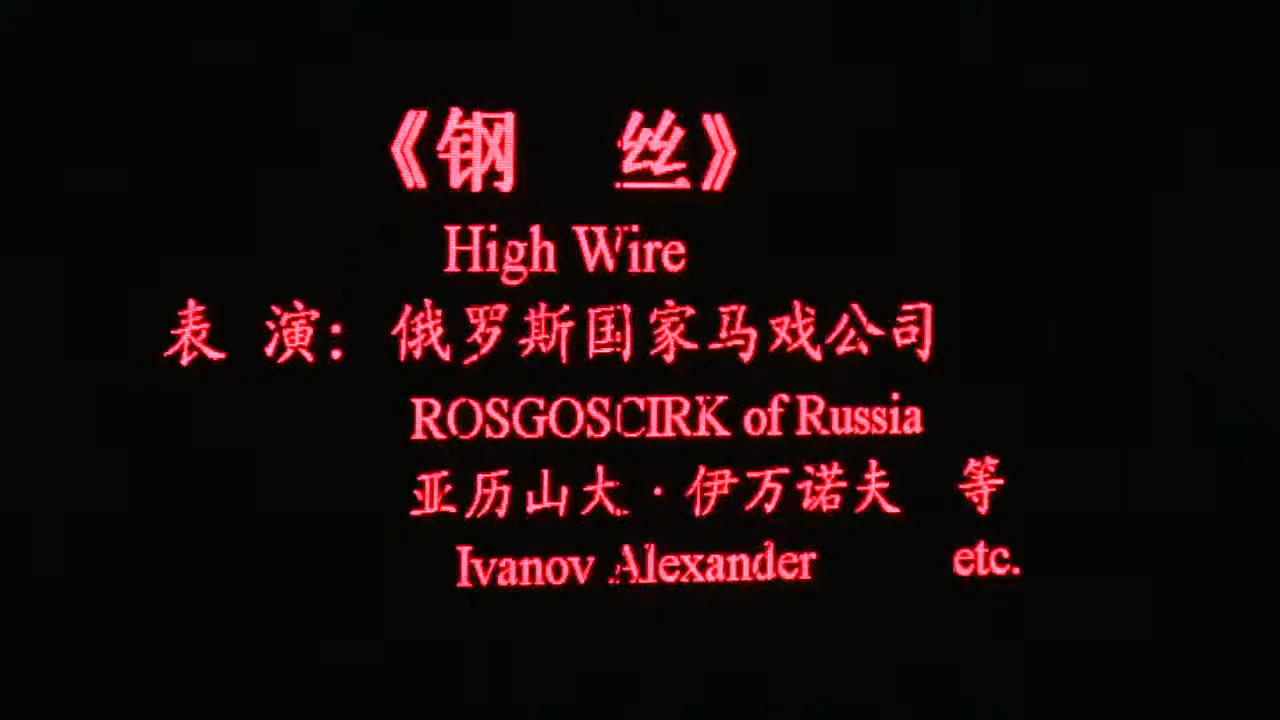 《钢 丝》
High Wire
表 演：俄罗斯国家马戏公司
ROSGOSCIRK of Russia
亚历山大·伊万诺夫 等
Ivanov Alexander etc.